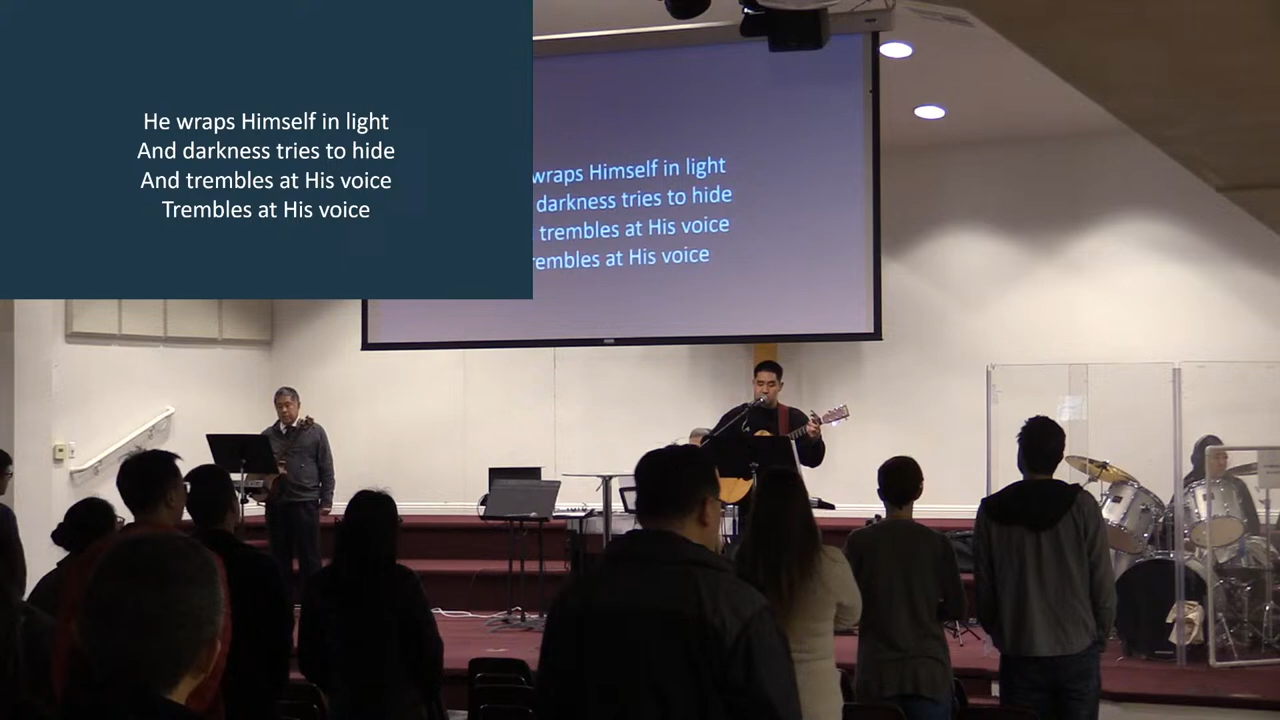 He wraps Himself in light
And darkness tries to hide
And trembles at His voice
Trembles at His voice
wraps Himself in light
darkness tries to hide
trembles at His voice
rembles at His voice